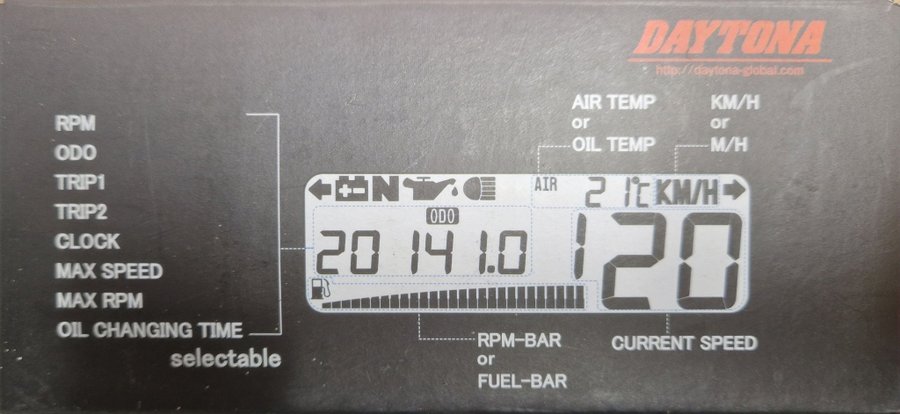 DAYTONA
http://daytona-global.com
AIR TEMP
or
OIL TEMP
KM/H
or
M/H
RPM
ODO
TRIP1
TRIP2
CLOCK
MAX SPEED
MAX RPM
OIL CHANGING TIME
selectable
N
AIR 21℃ KM/H
ODO
20141.0
120
RPM-BAR
or
FUEL-BAR
CURRENT SPEED